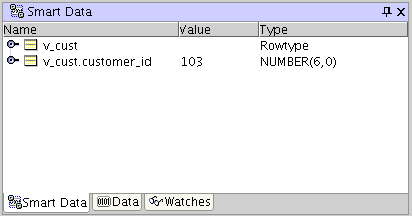 Smart Data
Name Value Type
v_cust Rowtype
v_cust.customer_id 103 NUMBER(6,0)
Smart Data Data Watches